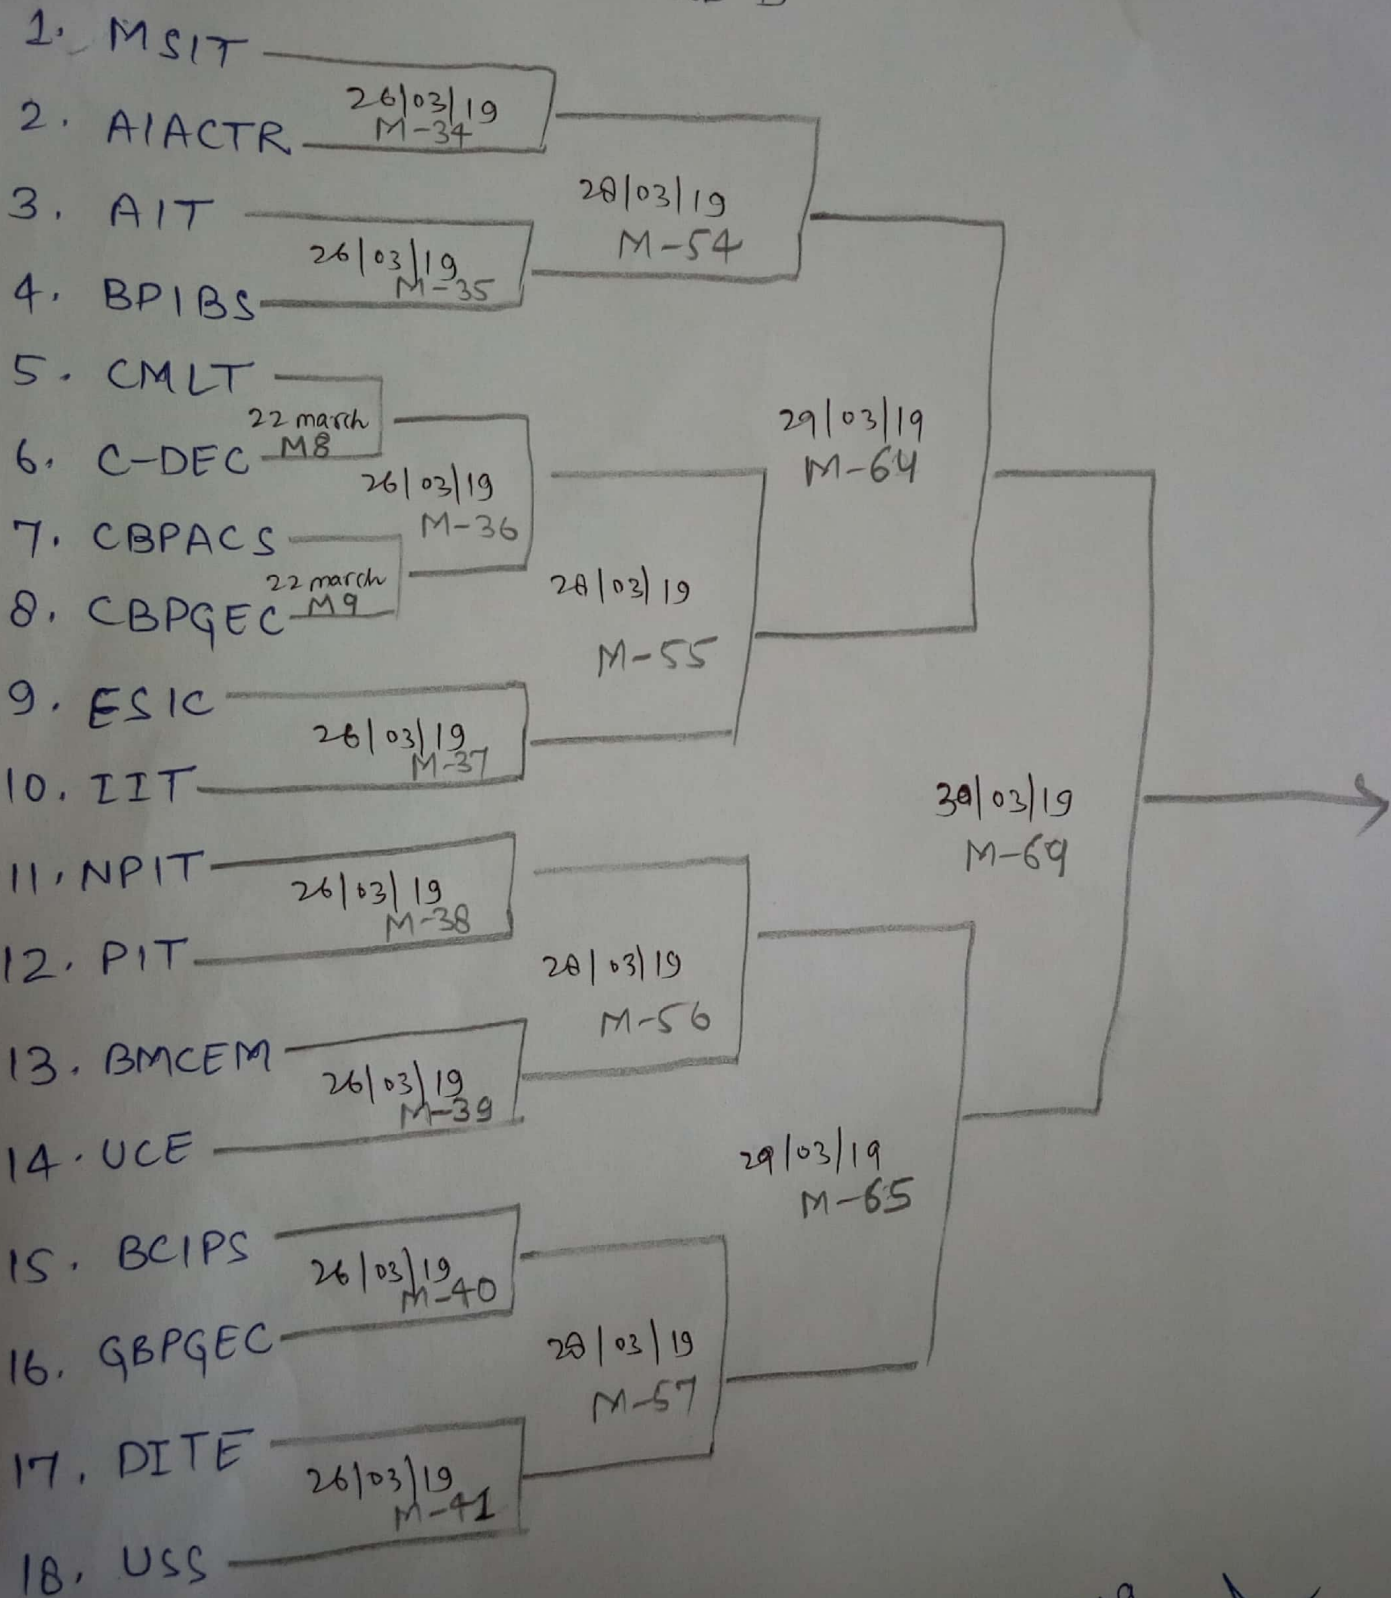 1. MSIT
26/03/19
M-34
2. AIACTR
28/03/19
M-54
3. AIT
26/03/19
M-35
4. BPIBS
5. CMLT
22 march
M8
29/03/19
M-64
6. C-DEC
26/03/19
M-36
7. CBPACS
22 march
M9
28/03/19
M-55
8. CBPGEC
9. ESIC
26/03/19
M-37
10. IIT
30/03/19
M-69
11. NPIT
26/03/19
M-38
12. PIT
28/03/19
M-56
13. BMCEM
26/03/19
M-39
14. UCE
29/03/19
M-65
15. BCIPS
26/03/19
M-40
16. GBPGEC
28/03/19
M-57
17. DITE
26/03/19
M-41
18. USS